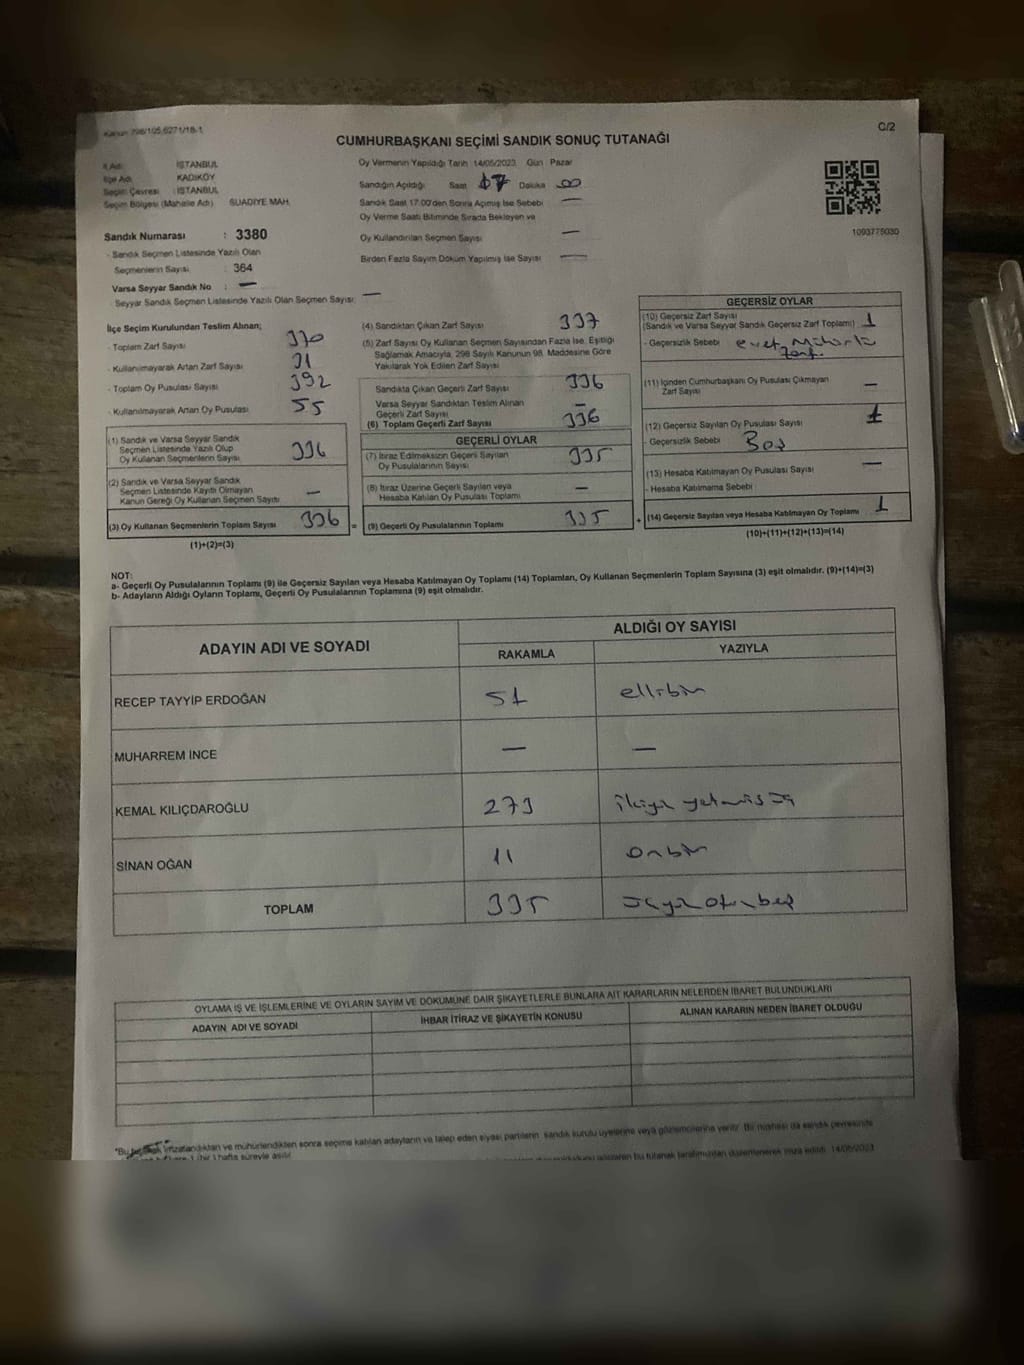 Kanun 298/105,6271/18-1
C/2
CUMHURBAŞKANI SEÇİMİ SANDIK SONUÇ TUTANAĞI
İl Adı : İSTANBUL
İlçe Adı : KADIKÖY
Seçim Çevresi : İSTANBUL
Seçim Bölgesi (Mahalle Adı) SUADİYE MAH.
Sandık Numarası : 3380
- Sandık Seçmen Listesinde Yazılı Olan
Seçmenlerin Sayısı : 364
Varsa Seyyar Sandık No : —
Seyyar Sandık Seçmen Listesinde Yazılı Olan Seçmen Sayısı: —
Oy Vermenin Yapıldığı Tarih :14/05/2023 Gün : Pazar
Sandığın Açıldığı Saat 17 Dakika 00
Sandık Saat 17:00'den Sonra Açımış İse Sebebi —
Oy Verme Saati Bitiminde Sırada Bekleyen ve
Oy Kullandırılan Seçmen Sayısı —
Birden Fazla Sayım Döküm Yapılmış İse Sayısı —
1093775030
İlçe Seçim Kurulundan Teslim Alınan;
- Toplam Zarf Sayısı 370
- Kullanılmayarak Artan Zarf Sayısı 31
- Toplam Oy Pusulası Sayısı 392
- Kullanılmayarak Artan Oy Pusulası 55
(1) Sandık ve Varsa Seyyar Sandık
Seçmen Listesinde Yazılı Olup
Oy Kullanan Seçmenlerin Sayısı 336
(2) Sandık ve Varsa Seyyar Sandık
Seçmen Listesinde Kayıtlı Olmayan
Kanun Gereği Oy Kullanan Seçmen Sayısı —
(3) Oy Kullanan Seçmenlerin Toplam Sayısı 336 =
(1)+(2)=(3)
(4) Sandıktan Çıkan Zarf Sayısı 337
(5) Zarf Sayısı Oy Kullanan Seçmen Sayısından Fazla İse, Eşitliği
Sağlamak Amacıyla, 298 Sayılı Kanunun 98. Maddesine Göre
Yakılarak Yok Edilen Zarf Sayısı
Sandıkta Çıkan Geçerli Zarf Sayısı 336
Varsa Seyyar Sandıktan Teslim Alınan
Geçerli Zarf Sayısı —
(6) Toplam Geçerli Zarf Sayısı 336
GEÇERLİ OYLAR
(7) İtiraz Edilmeksizin Geçerli Sayılan
Oy Pusulalarının Sayısı 335
(8) İtiraz Üzerine Geçerli Sayılan veya
Hesaba Katılan Oy Pusulası Toplamı —
(9) Geçerli Oy Pusulalarının Toplamı 335 +
GEÇERSİZ OYLAR
(10) Geçersiz Zarf Sayısı
(Sandık ve Varsa Seyyar Sandık Geçersiz Zarf Toplamı) 1
- Geçersizlik Sebebi evet mühürlü
zarf.
(11) İçinden Cumhurbaşkanı Oy Pusulası Çıkmayan
Zarf Sayısı —
(12) Geçersiz Sayılan Oy Pusulası Sayısı 1
- Geçersizlik Sebebi Boş
(13) Hesaba Katılmayan Oy Pusulası Sayısı —
- Hesaba Katılmama Sebebi
(14) Geçersiz Sayılan veya Hesaba Katılmayan Oy Toplamı 1
(10)+(11)+(12)+(13)=(14)
NOT:
a- Geçerli Oy Pusulalarının Toplamı (9) ile Geçersiz Sayılan veya Hesaba Katılmayan Oy Toplamı (14) Toplamları, Oy Kullanan Seçmenlerin Toplam Sayısına (3) eşit olmalıdır. (9)+(14)=(3)
b- Adayların Aldığı Oyların Toplamı, Geçerli Oy Pusulalarının Toplamına (9) eşit olmalıdır.
ADAYIN ADI VE SOYADI
ALDIĞI OY SAYISI
RAKAMLA YAZIYLA
RECEP TAYYİP ERDOĞAN 51 ellibir
MUHARREM İNCE — —
KEMAL KILIÇDAROĞLU 273 ikiyüz yetmiş üç
SİNAN OĞAN 11 onbir
TOPLAM 335 üçyüzotuzbeş
OYLAMA İŞ VE İŞLEMLERİNE VE OYLARIN SAYIM VE DÖKÜMÜNE DAİR ŞİKAYETLERLE BUNLARA AİT KARARLARIN NELERDEN İBARET BULUNDUKLARI
ADAYIN ADI VE SOYADI İHBAR İTİRAZ VE ŞİKAYETİN KONUSU ALINAN KARARIN NEDEN İBARET OLDUĞU
*Bu imzalandıktan ve mühürlendikten sonra seçime katılan adayların ve talep eden siyasi partilerin sandık kurulu üyelerine veya gözlemcilerine verilir. Bir nüshası da sandık çevresinde
1 (bir) hafta süreyle asılır. bu tutanak tarafımızdan düzenlenerek imza edildi. 14/05/2023